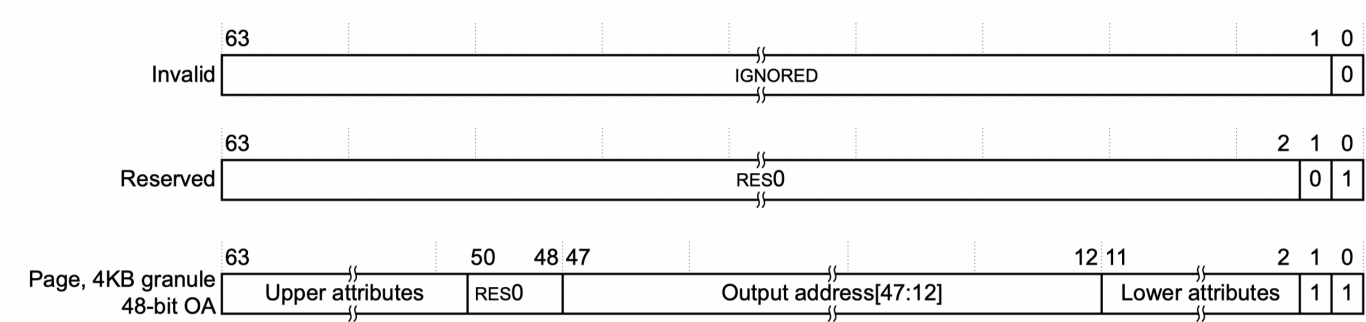 63 1 0
Invalid IGNORED 0
63 2 1 0
Reserved RES0 0 1
63 50 48 47 12 11 2 1 0
Page, 4KB granule
48-bit OA Upper attributes RES0 Output address[47:12] Lower attributes 1 1